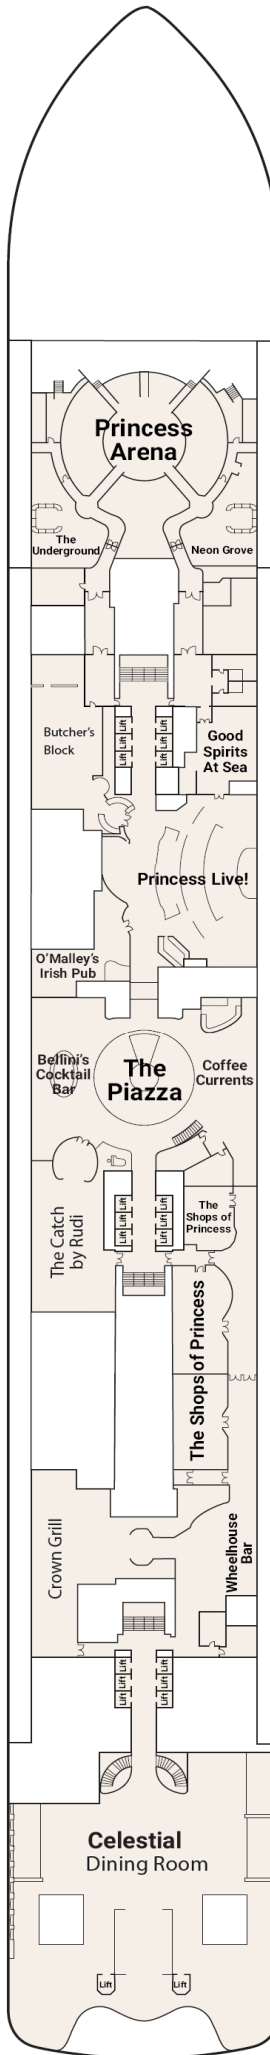 Princess
Arena
The
Underground
Neon Grove
Lift
Lift
Lift
Lift
Lift
Lift
Butcher's
Block
Good
Spirits
At Sea
Princess Live!
O'Malley's
Irish Pub
Bellini's
Cocktail
Bar
The
Piazza
Coffee
Currents
The Catch
by Rudi
Lift
Lift
Lift
Lift
Lift
Lift
The
Shops of
Princess
The Shops of Princess
Crown Grill
Wheelhouse
Bar
Lift
Lift
Lift
Lift
Lift
Lift
Celestial
Dining Room
Lift
Lift